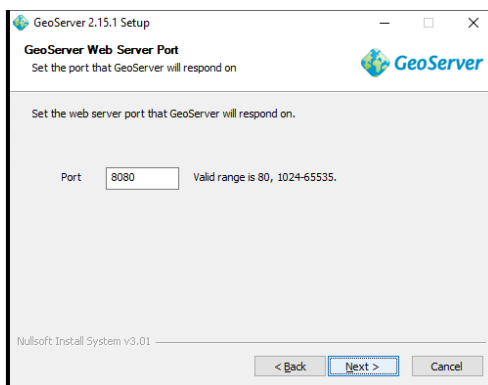 GeoServer 2.15.1 Setup
GeoServer Web Server Port
Set the port that GeoServer will respond on
GeoServer
Set the web server port that GeoServer will respond on.
Port 8080 Valid range is 80, 1024-65535.
Nullsoft Install System v3.01
< Back Next > Cancel